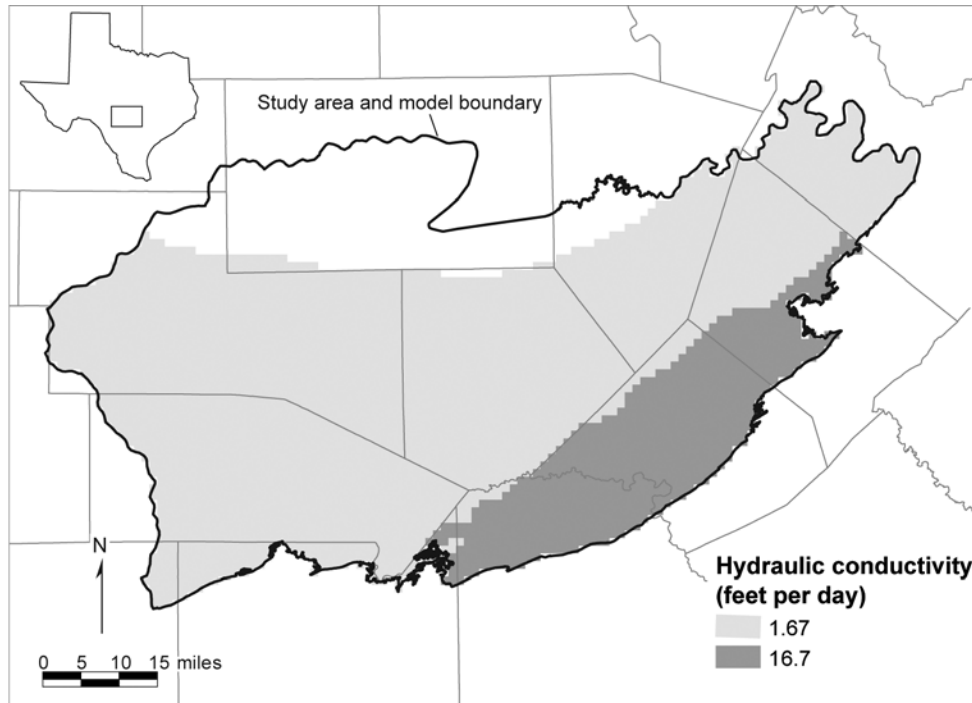 Study area and model boundary
N
0 5 10 15 miles
Hydraulic conductivity
(feet per day)
1.67
16.7